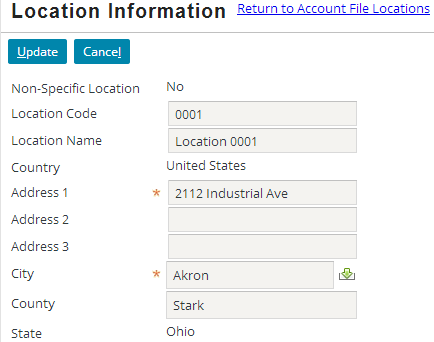 Location Information Return to Account File Locations
Update Cancel
Non-Specific Location No
Location Code 0001
Location Name Location 0001
Country United States
Address 1 * 2112 Industrial Ave
Address 2
Address 3
City * Akron
County Stark
State Ohio